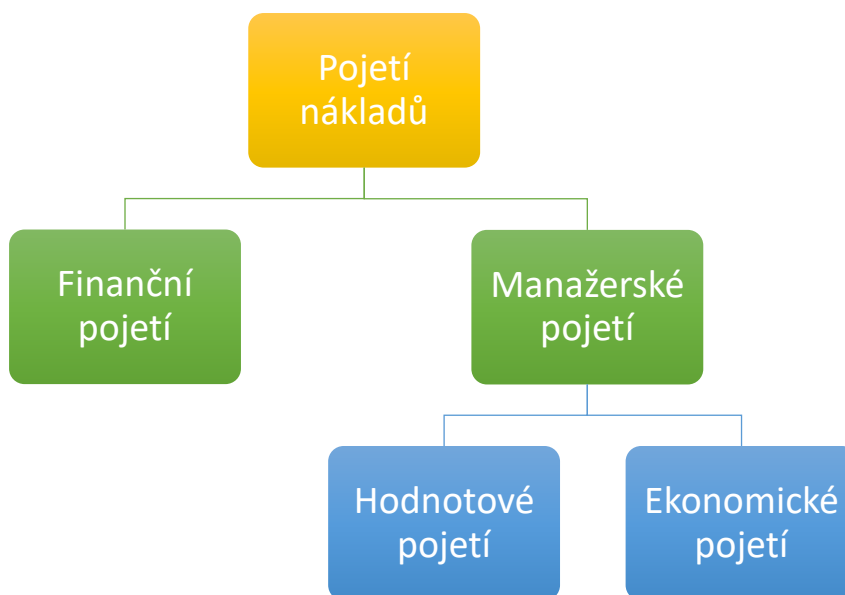 Pojetí
nákladů
Finanční
pojetí
Manažerské
pojetí
Hodnotové
pojetí
Ekonomické
pojetí